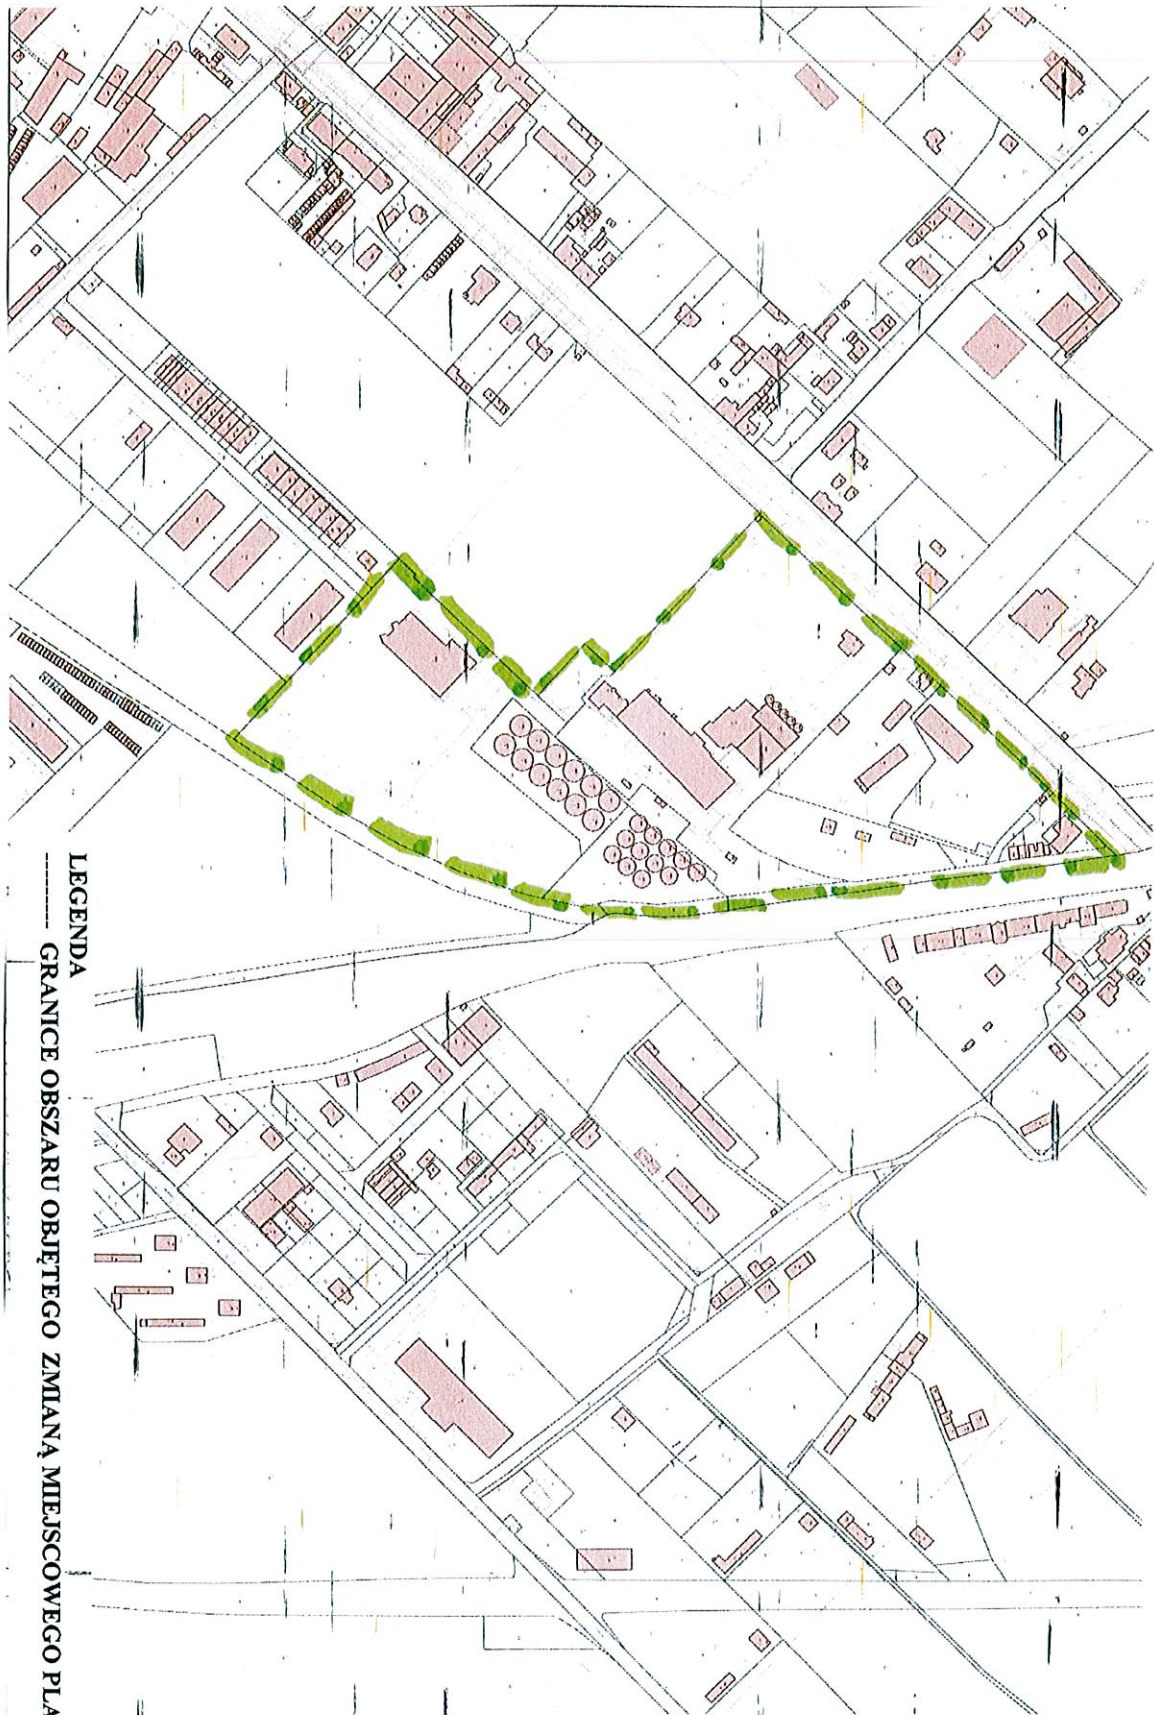 LEGENDA
--------- GRANICE OBSZARU OBJĘTEGO ZMIANĄ MIEJSCOWEGO PLA